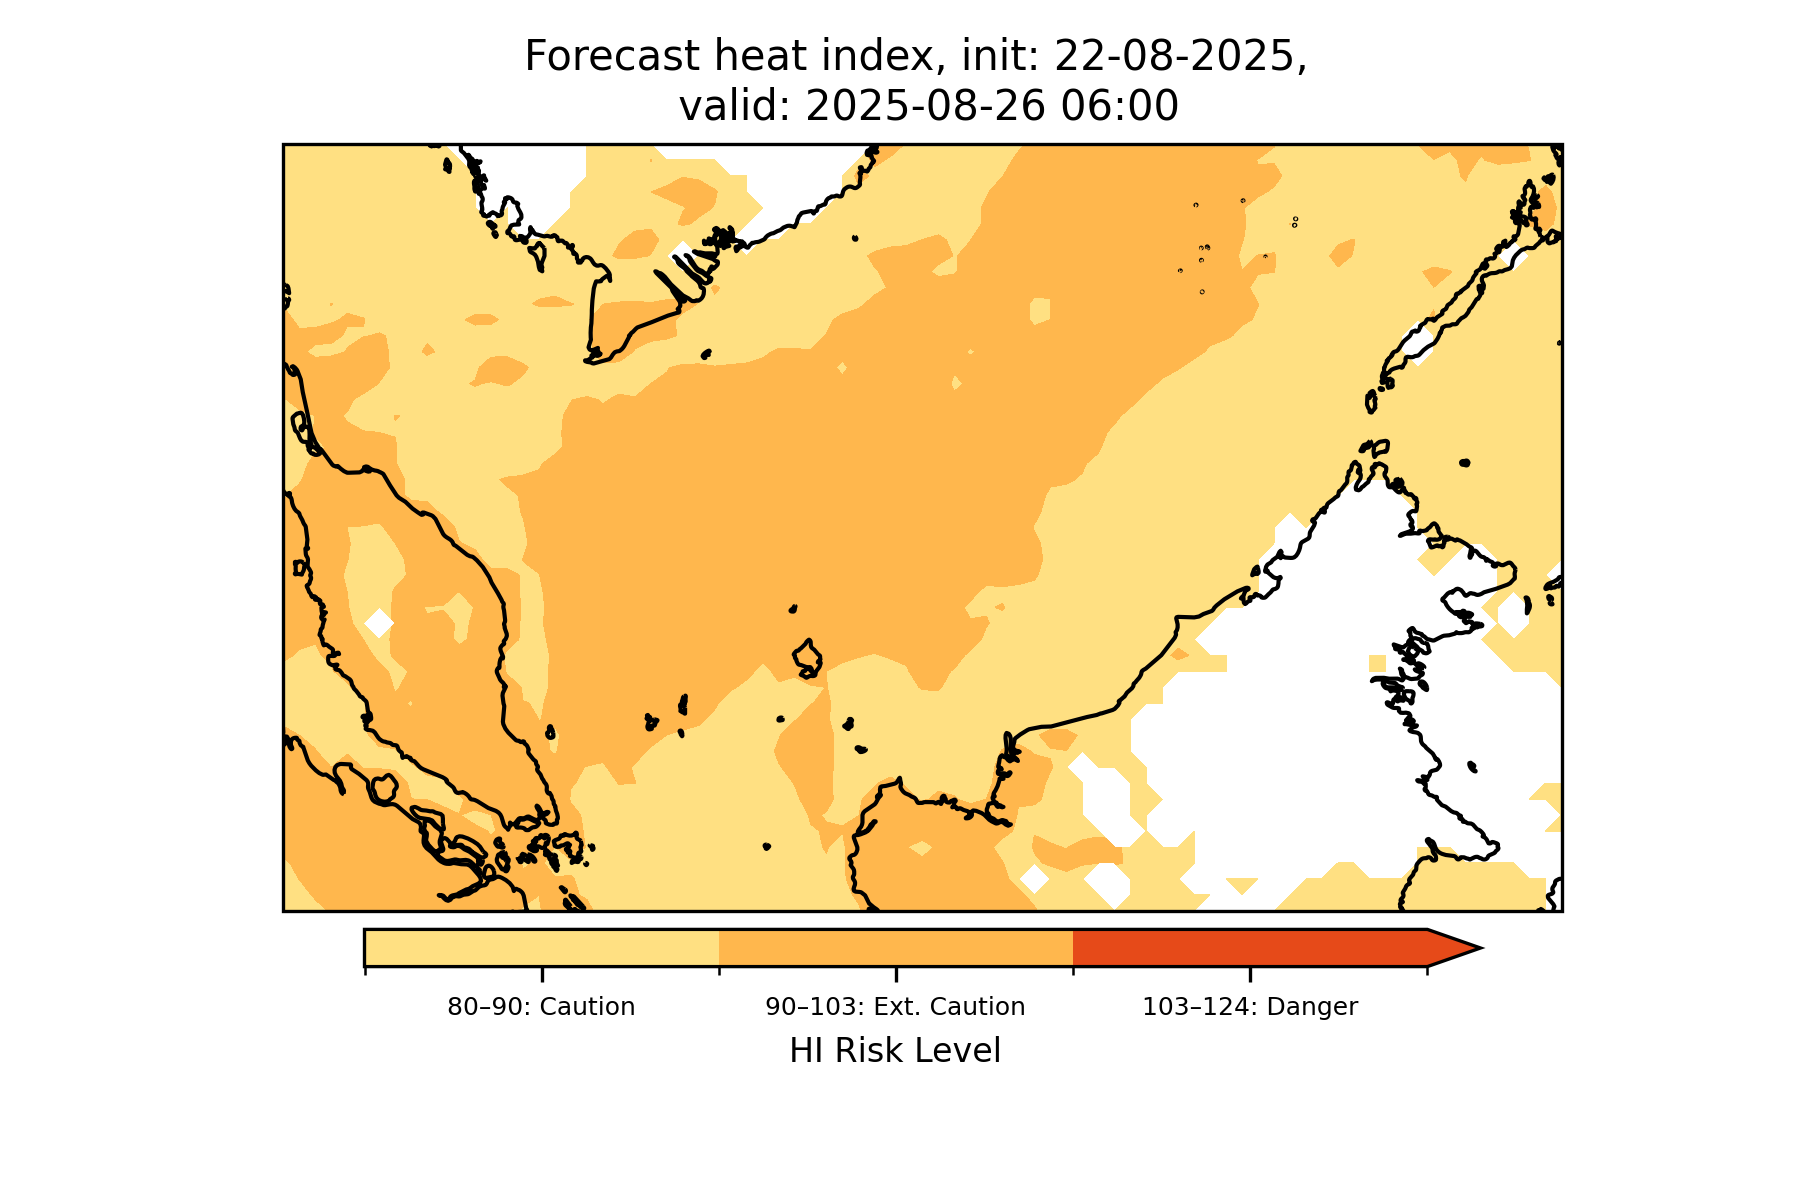 Forecast heat index, init: 22-08-2025,
valid: 2025-08-26 06:00
80–90: Caution
90–103: Ext. Caution
103–124: Danger
HI Risk Level